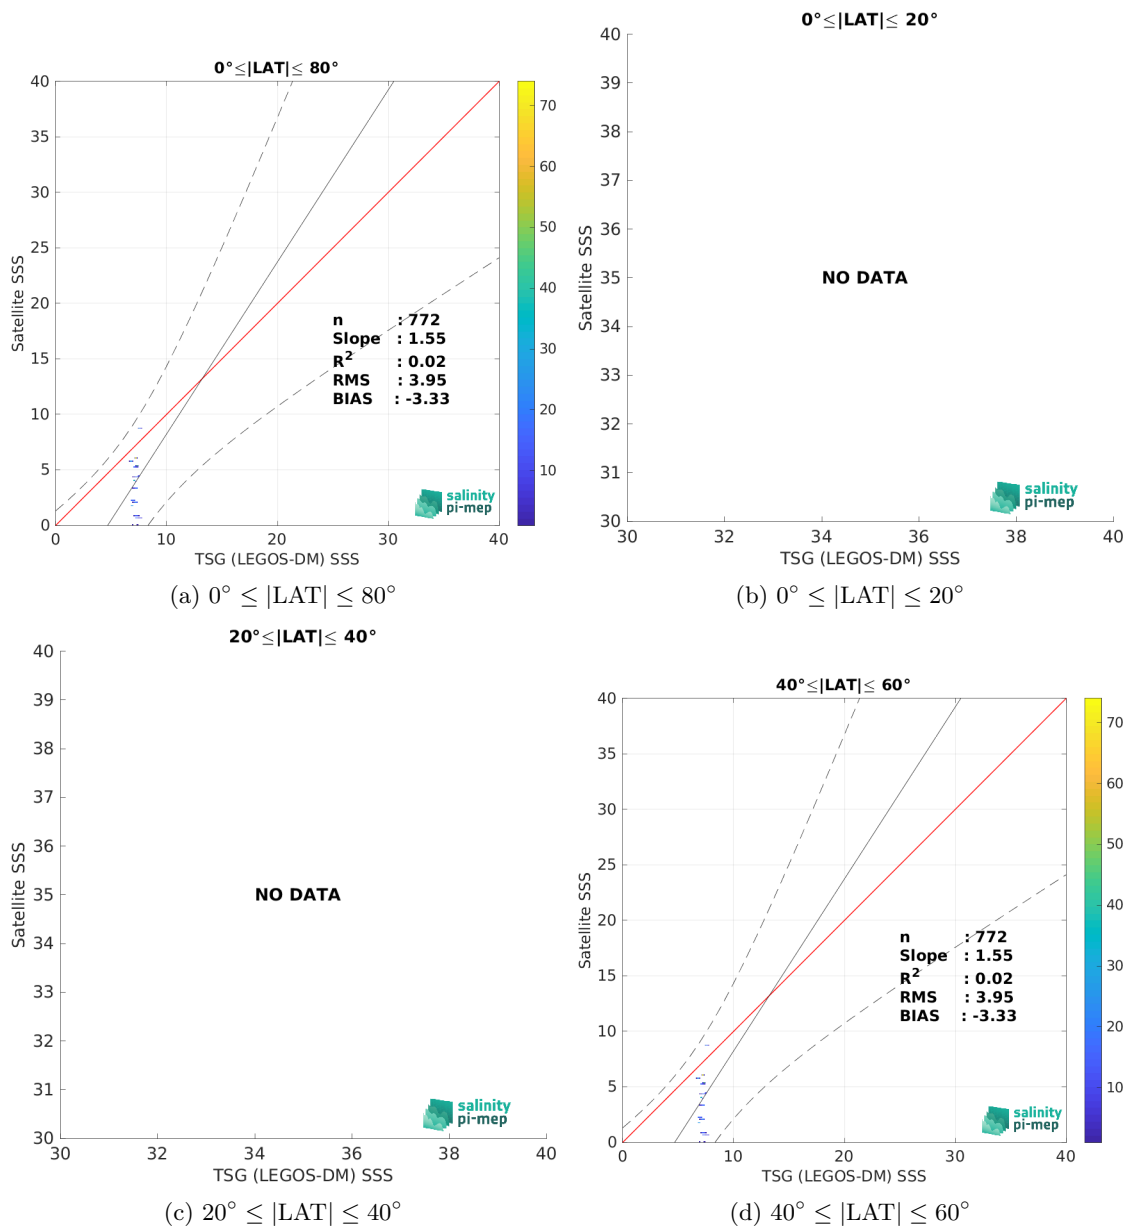 0°≤|LAT|≤ 80°
Satellite SSS
40
35
30
25
20
15
10
5
0
0 10 20 30 40
TSG (LEGOS-DM) SSS
n : 772
Slope : 1.55
R² : 0.02
RMS : 3.95
BIAS : -3.33
salinity
pi-mep
70
60
50
40
30
20
10
(a) 0° ≤ |LAT| ≤ 80°
0°≤|LAT|≤ 20°
Satellite SSS
40
39
38
37
36
35
34
33
32
31
30
NO DATA
salinity
pi-mep
30 32 34 36 38 40
TSG (LEGOS-DM) SSS
(b) 0° ≤ |LAT| ≤ 20°
20°≤|LAT|≤ 40°
Satellite SSS
40
39
38
37
36
35
34
33
32
31
30
NO DATA
salinity
pi-mep
30 32 34 36 38 40
TSG (LEGOS-DM) SSS
(c) 20° ≤ |LAT| ≤ 40°
40°≤|LAT|≤ 60°
Satellite SSS
40
35
30
25
20
15
10
5
0
0 10 20 30 40
TSG (LEGOS-DM) SSS
n : 772
Slope : 1.55
R² : 0.02
RMS : 3.95
BIAS : -3.33
salinity
pi-mep
70
60
50
40
30
20
10
(d) 40° ≤ |LAT| ≤ 60°